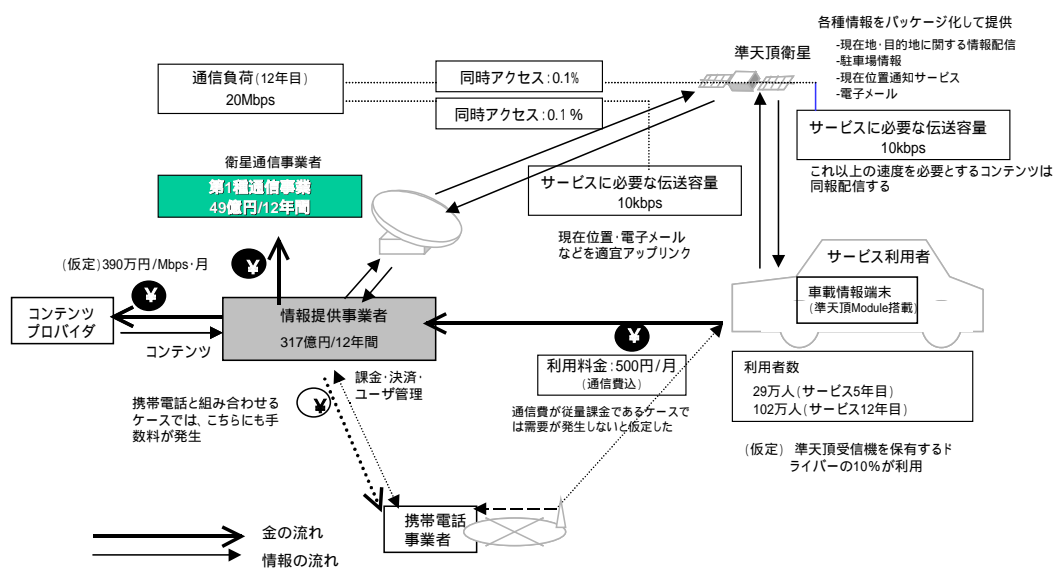 各種情報をパッケージ化して提供
-現在地・目的地に関する情報配信
-駐車場情報
-現在位置通知サービス
-電子メール
準天頂衛星
通信負荷(12年目)
20Mbps
同時アクセス:0.1%
同時アクセス:0.1%
サービスに必要な伝送容量
10kbps
これ以上の速度を必要とするコンテンツは
同報配信する
衛星通信事業者
第1種通信事業
49億円/12年間
サービスに必要な伝送容量
10kbps
現在位置・電子メール
などを適宜アップリンク
(仮定)390万円/Mbps・月
¥
¥
サービス利用者
車載情報端末
(準天頂Module搭載)
コンテンツ
プロバイダ
コンテンツ
情報提供事業者
317億円/12年間
¥
利用料金:500円/月
(通信費込)
利用者数
29万人(サービス5年目)
102万人(サービス12年目)
課金・決済・
ユーザ管理
¥
携帯電話と組み合わせる
ケースでは、こちらにも手
数料が発生
通信費が従量課金であるケースで
は需要が発生しないと仮定した
(仮定) 準天頂受信機を保有するド
ライバーの10%が利用
携帯電話
事業者
金の流れ
情報の流れ